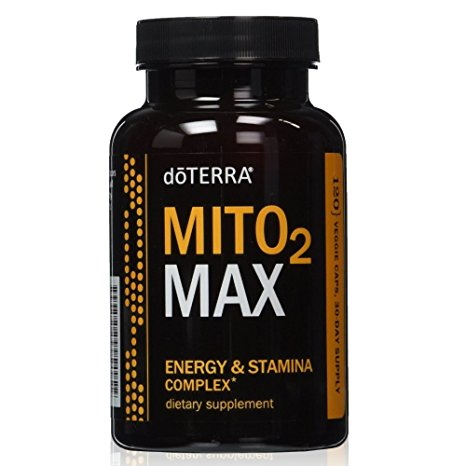 dōTERRA®
MITO2
MAX
ENERGY & STAMINA
COMPLEX*
dietary supplement
120] VEGGIE CAPS, 30-DAY SUPPLY